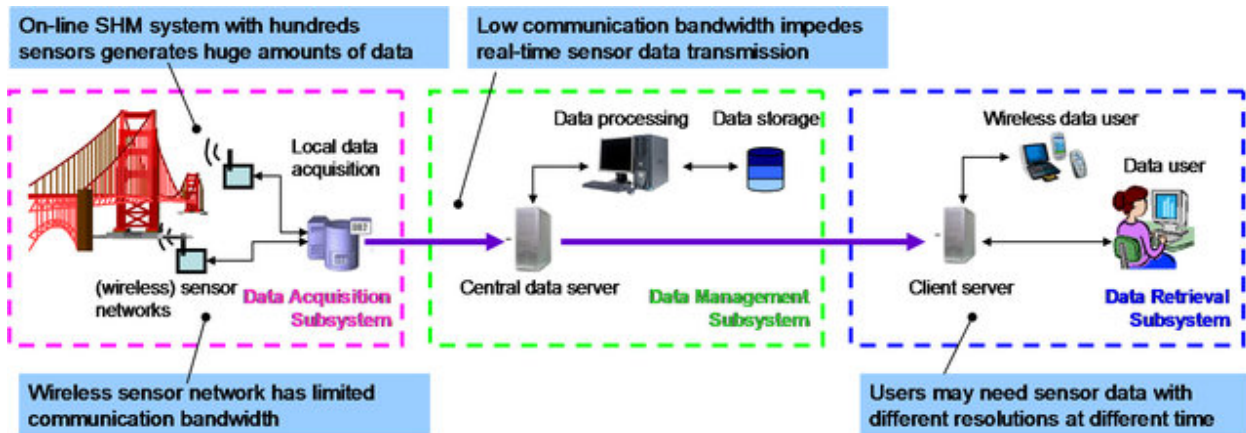 On-line SHM system with hundreds
sensors generates huge amounts of data
Low communication bandwidth impedes
real-time sensor data transmission
Local data
acquisition
(wireless) sensor
networks
Data Acquisition
Subsystem
Data processing
Data storage
Central data server
Data Management
Subsystem
Wireless data user
Data user
Client server
Data Retrieval
Subsystem
Wireless sensor network has limited
communication bandwidth
Users may need sensor data with
different resolutions at different time